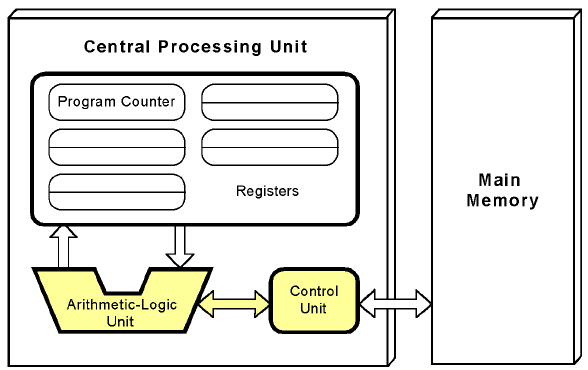 Central Processing Unit
Program Counter
Registers
Arithmetic-Logic
Unit
Control
Unit
Main
Memory